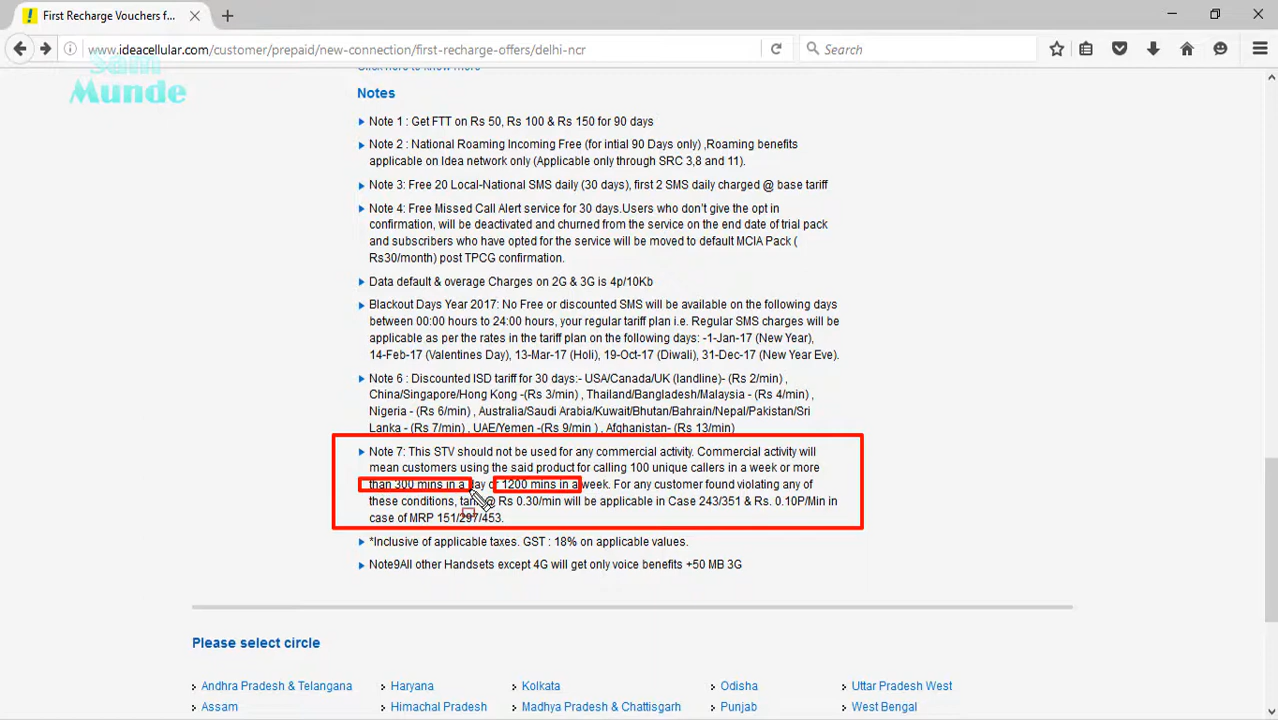 First Recharge Vouchers f...
www.ideacellular.com/customer/prepaid/new-connection/first-recharge-offers/delhi-ncr
Search
Sam
Munde
Click here to know more
Notes
Note 1 : Get FTT on Rs 50, Rs 100 & Rs 150 for 90 days
Note 2 : National Roaming Incoming Free (for intial 90 Days only) ,Roaming benefits
applicable on Idea network only (Applicable only through SRC 3,8 and 11).
Note 3: Free 20 Local-National SMS daily (30 days), first 2 SMS daily charged @ base tariff
Note 4: Free Missed Call Alert service for 30 days.Users who don't give the opt in
confirmation, will be deactivated and churned from the service on the end date of trial pack
and subscribers who have opted for the service will be moved to default MCIA Pack (
Rs30/month) post TPCG confirmation.
Data default & overage Charges on 2G & 3G is 4p/10Kb
Blackout Days Year 2017: No Free or discounted SMS will be available on the following days
between 00:00 hours to 24:00 hours, your regular tariff plan i.e. Regular SMS charges will be
applicable as per the rates in the tariff plan on the following days: -1-Jan-17 (New Year),
14-Feb-17 (Valentines Day), 13-Mar-17 (Holi), 19-Oct-17 (Diwali), 31-Dec-17 (New Year Eve).
Note 6 : Discounted ISD tariff for 30 days:- USA/Canada/UK (landline)- (Rs 2/min) ,
China/Singapore/Hong Kong -(Rs 3/min) , Thailand/Bangladesh/Malaysia - (Rs 4/min) ,
Nigeria - (Rs 6/min) , Australia/Saudi Arabia/Kuwait/Bhutan/Bahrain/Nepal/Pakistan/Sri
Lanka - (Rs 7/min) , UAE/Yemen -(Rs 9/min ) , Afghanistan- (Rs 13/min)
Note 7: This STV should not be used for any commercial activity. Commercial activity will
mean customers using the said product for calling 100 unique callers in a week or more
than 300 mins in a day or 1200 mins in a week. For any customer found violating any of
these conditions, @ Rs 0.30/min will be applicable in Case 243/351 & Rs. 0.10P/Min in
case of MRP 151/297/453.
*Inclusive of applicable taxes. GST : 18% on applicable values.
Note9All other Handsets except 4G will get only voice benefits +50 MB 3G
Please select circle
Andhra Pradesh & Telangana Haryana Kolkata Odisha Uttar Pradesh West
Assam Himachal Pradesh Madhya Pradesh & Chattisgarh Punjab West Bengal